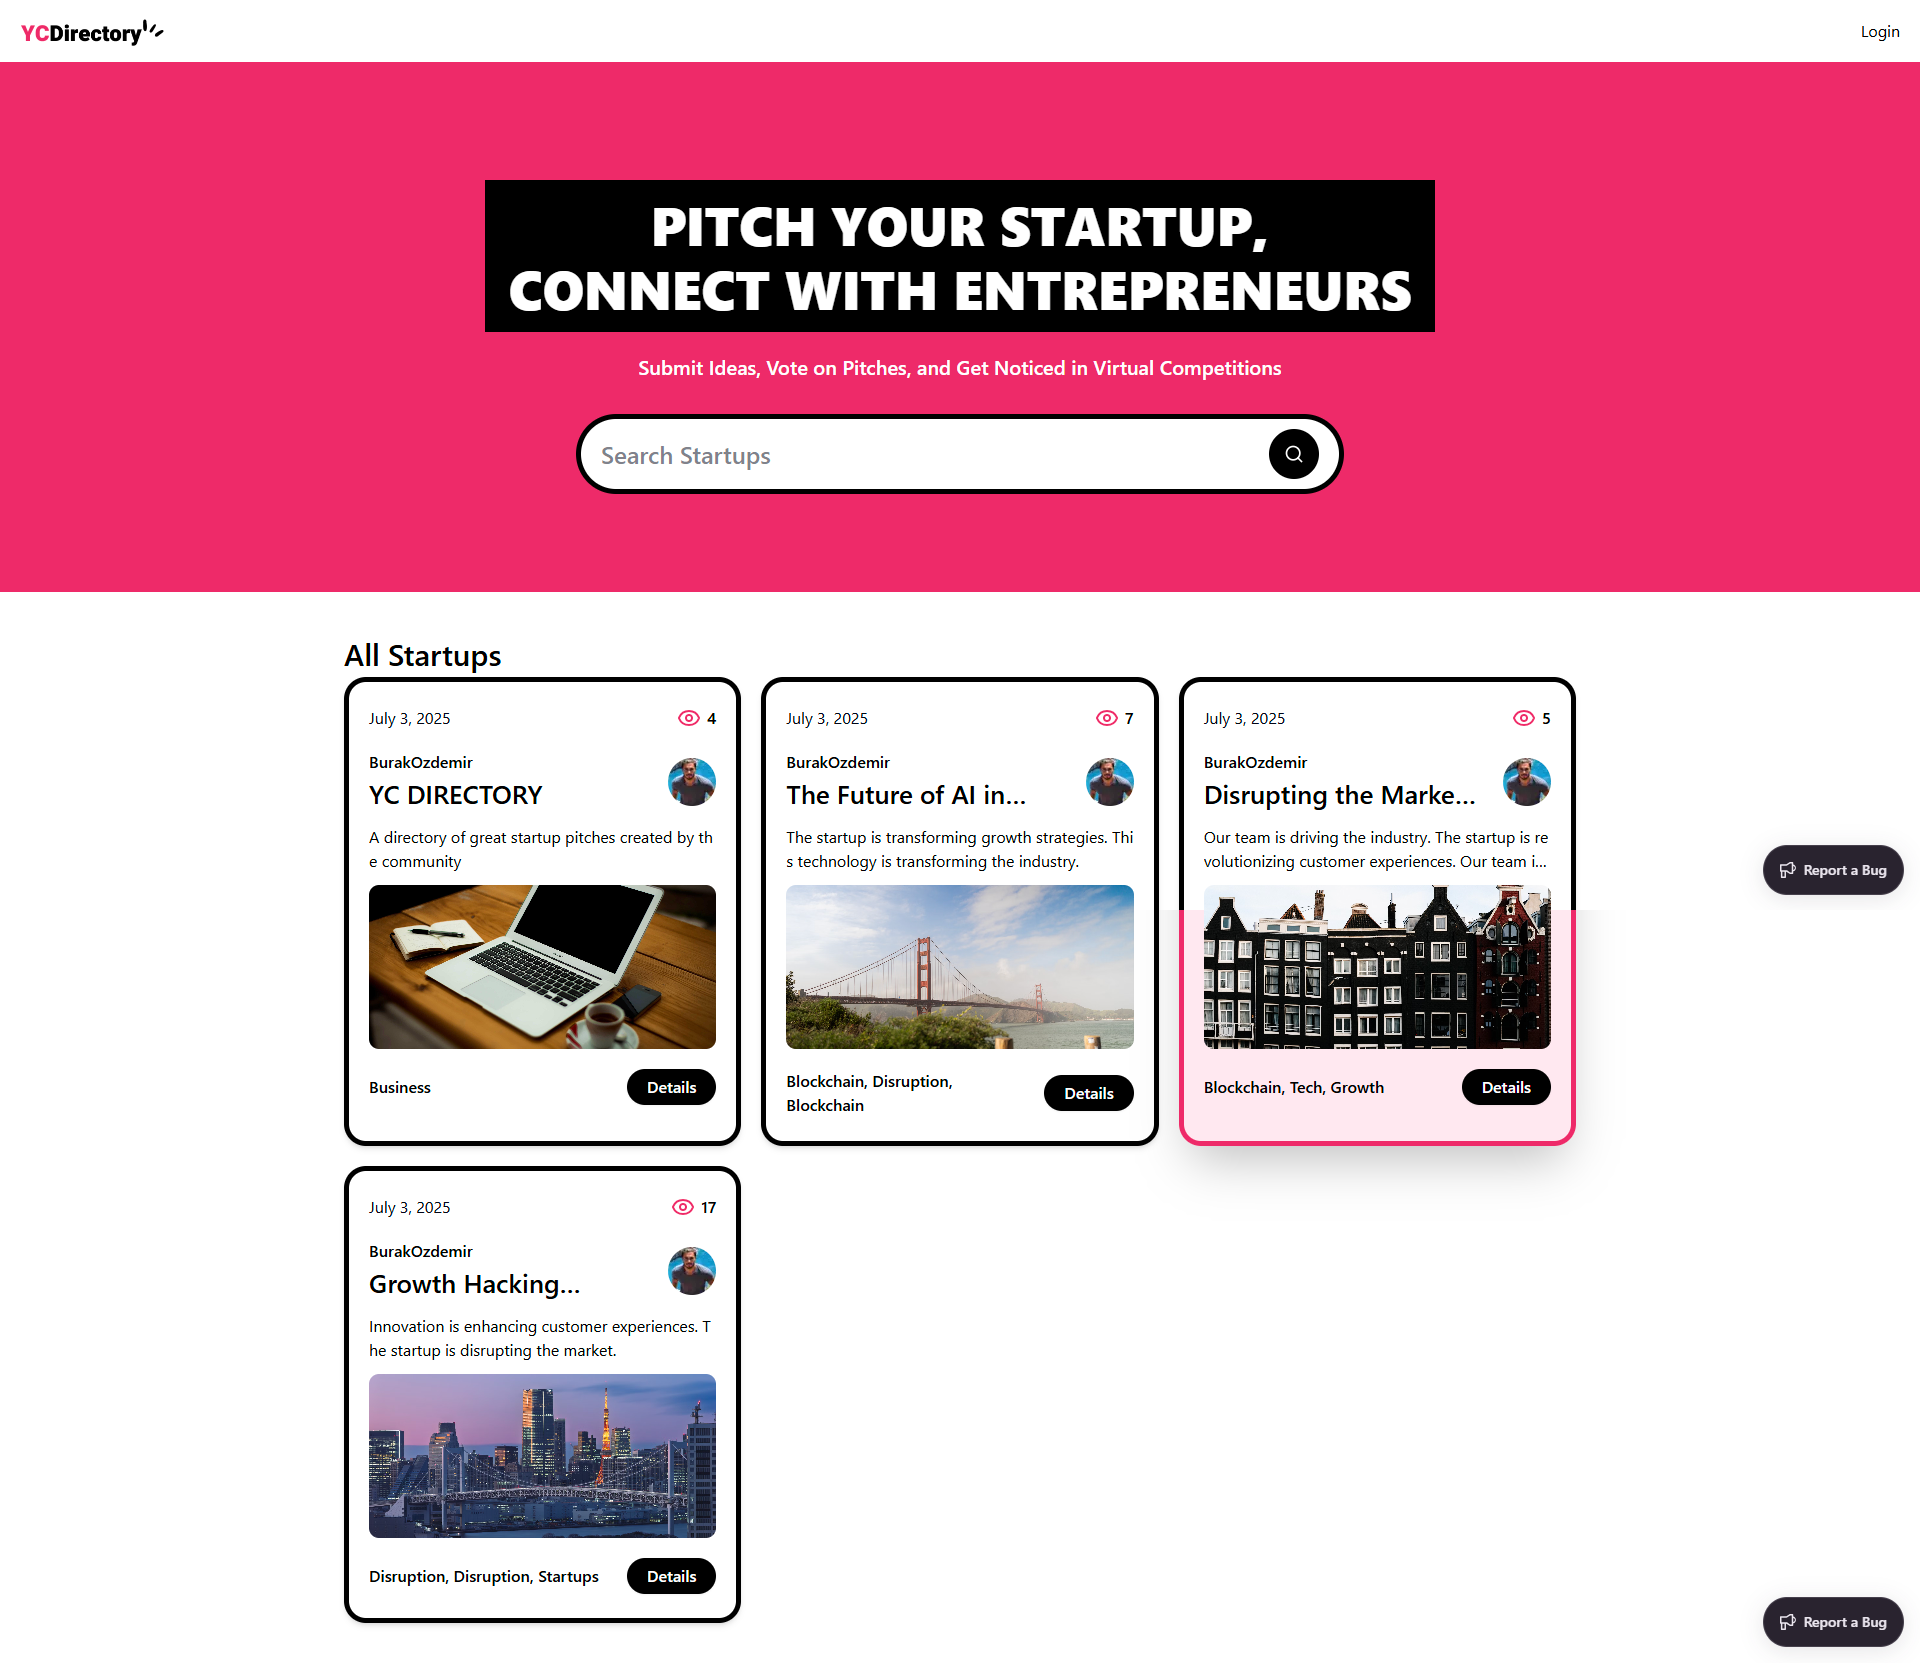 YCDirectory
Login
PITCH YOUR STARTUP,
CONNECT WITH ENTREPRENEURS
Submit Ideas, Vote on Pitches, and Get Noticed in Virtual Competitions
Search Startups
All Startups
July 3, 2025
4
BurakOzdemir
YC DIRECTORY
A directory of great startup pitches created by th
e community
Business
Details
July 3, 2025
7
BurakOzdemir
The Future of AI in...
The startup is transforming growth strategies. Thi
s technology is transforming the industry.
Blockchain, Disruption,
Blockchain
Details
July 3, 2025
5
BurakOzdemir
Disrupting the Marke...
Our team is driving the industry. The startup is re
volutionizing customer experiences. Our team i...
Blockchain, Tech, Growth
Details
Report a Bug
July 3, 2025
17
BurakOzdemir
Growth Hacking...
Innovation is enhancing customer experiences. T
he startup is disrupting the market.
Disruption, Disruption, Startups
Details
Report a Bug